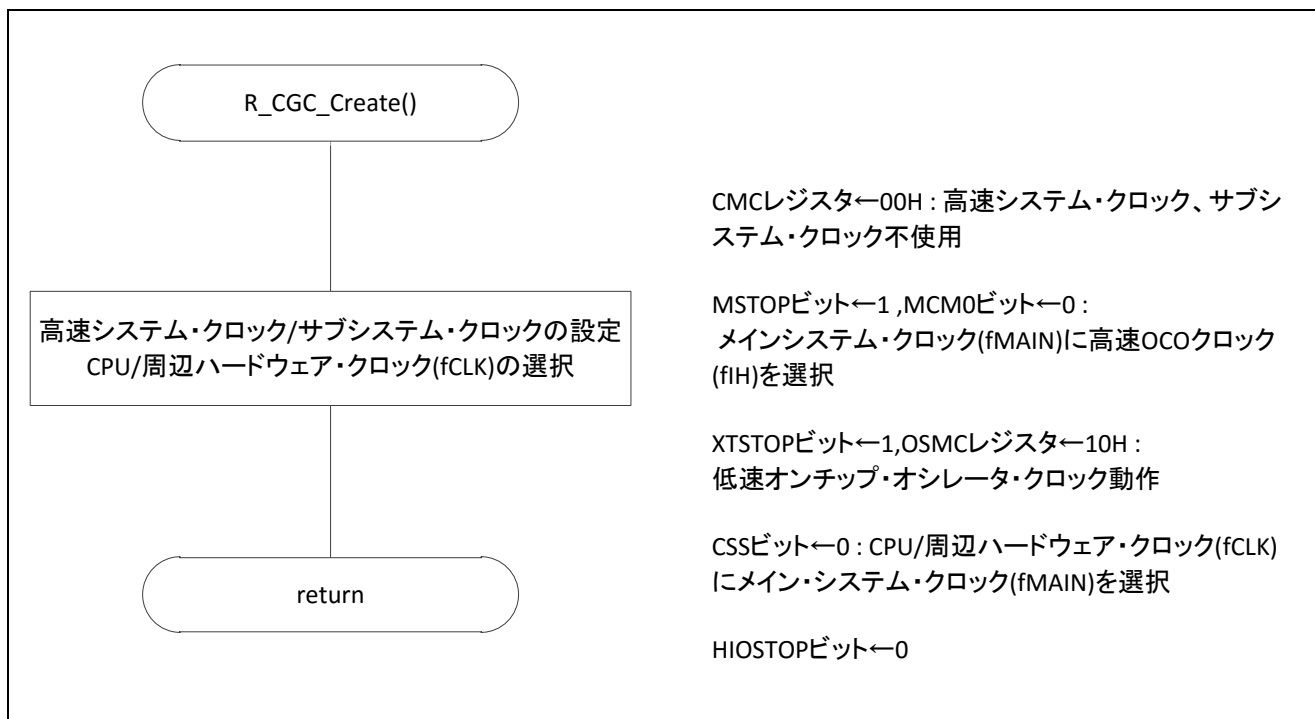 R_CGC_Create()
高速システム・クロック/サブシステム・クロックの設定
CPU/周辺ハードウェア・クロック(fCLK)の選択
return
CMCレジスタ←00H : 高速システム・クロック、サブシ
ステム・クロック不使用
MSTOPビット←1 ,MCM0ビット←0 :
メインシステム・クロック(fMAIN)に高速OCOクロック
(fIH)を選択
XTSTOPビット←1,OSMCレジスタ←10H :
低速オンチップ・オシレータ・クロック動作
CSSビット←0 : CPU/周辺ハードウェア・クロック(fCLK)
にメイン・システム・クロック(fMAIN)を選択
HIOSTOPビット←0